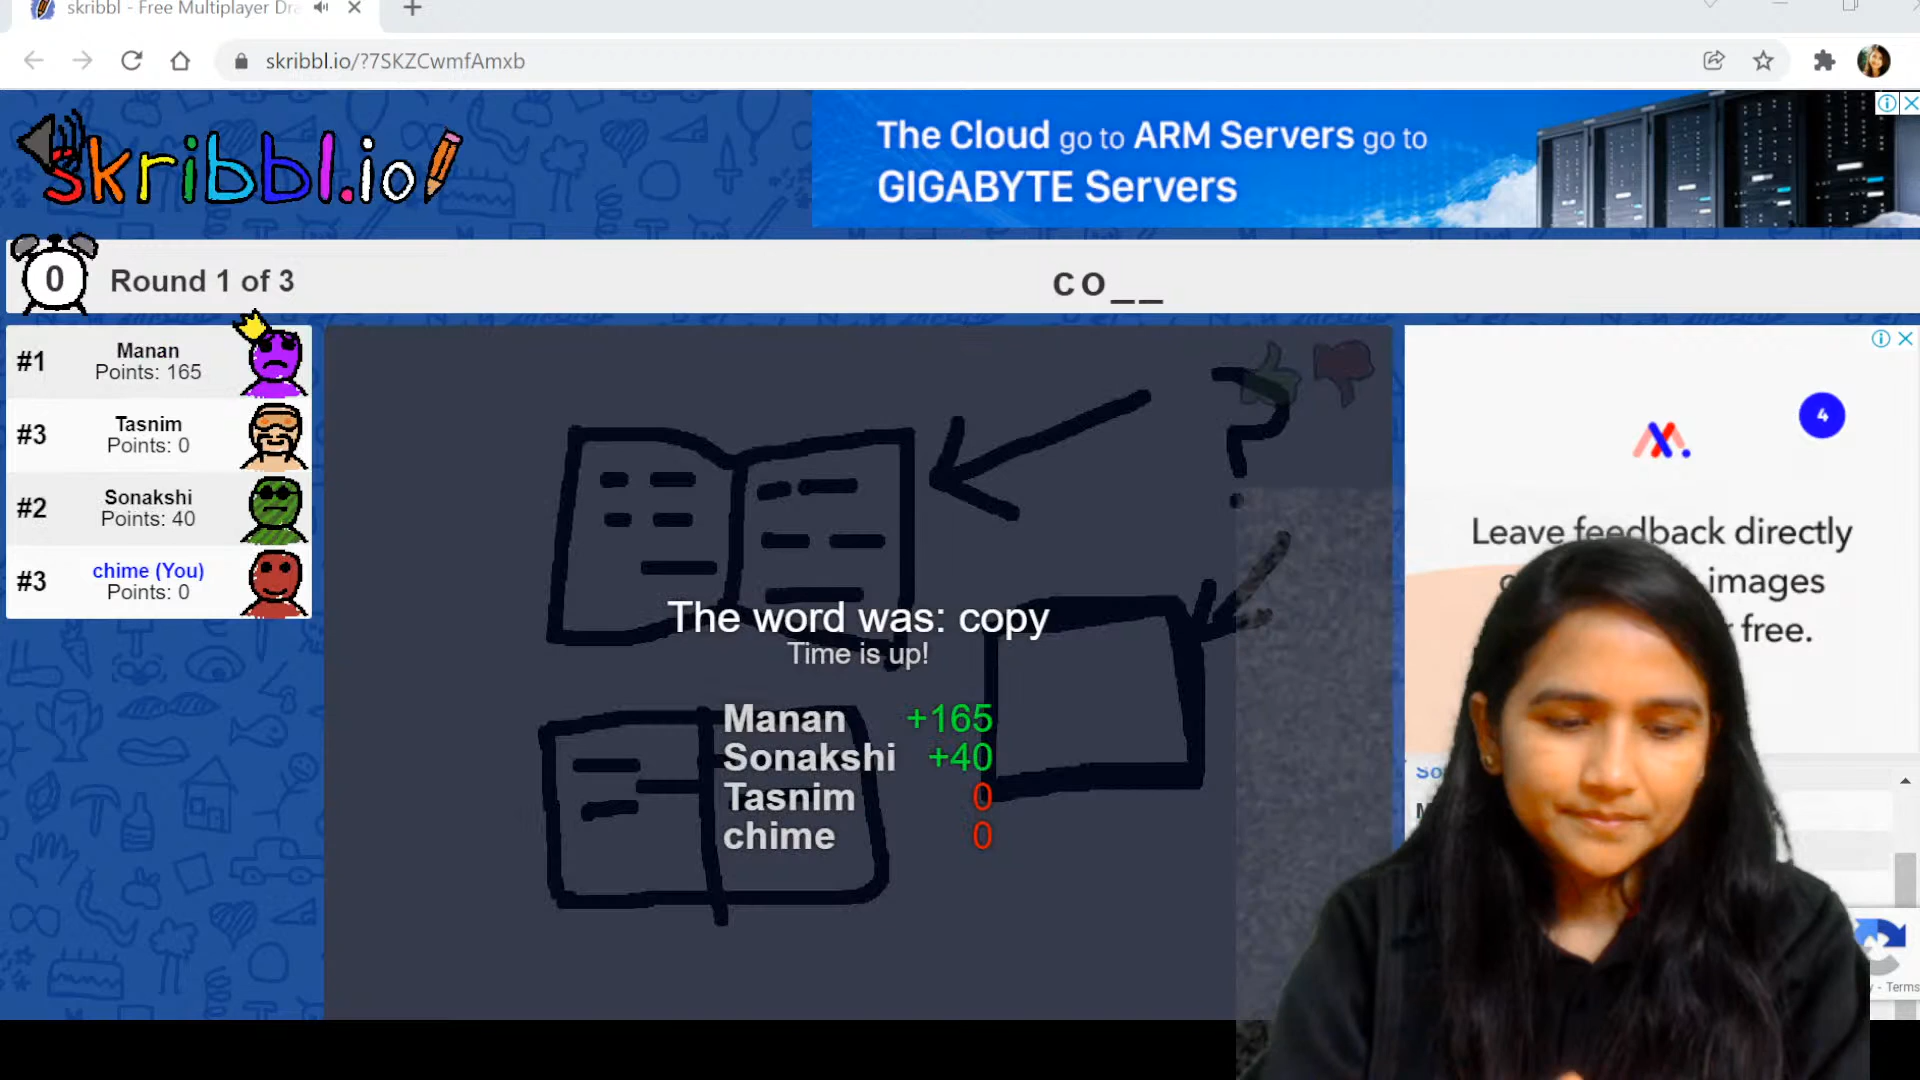 skribbl - Free Multiplayer Dra
skribbl.io/?7SKZCwmfAmxb
skribbl.io
The Cloud go to ARM Servers go to
GIGABYTE Servers
0
Round 1 of 3
co__
#1
Manan
Points: 165
#3
Tasnim
Points: 0
#2
Sonakshi
Points: 40
#3
chime (You)
Points: 0
?
The word was: copy
Time is up!
Manan +165
Sonakshi +40
Tasnim 0
chime 0
4
Leave feedback directly
images
free.
So
- Terms